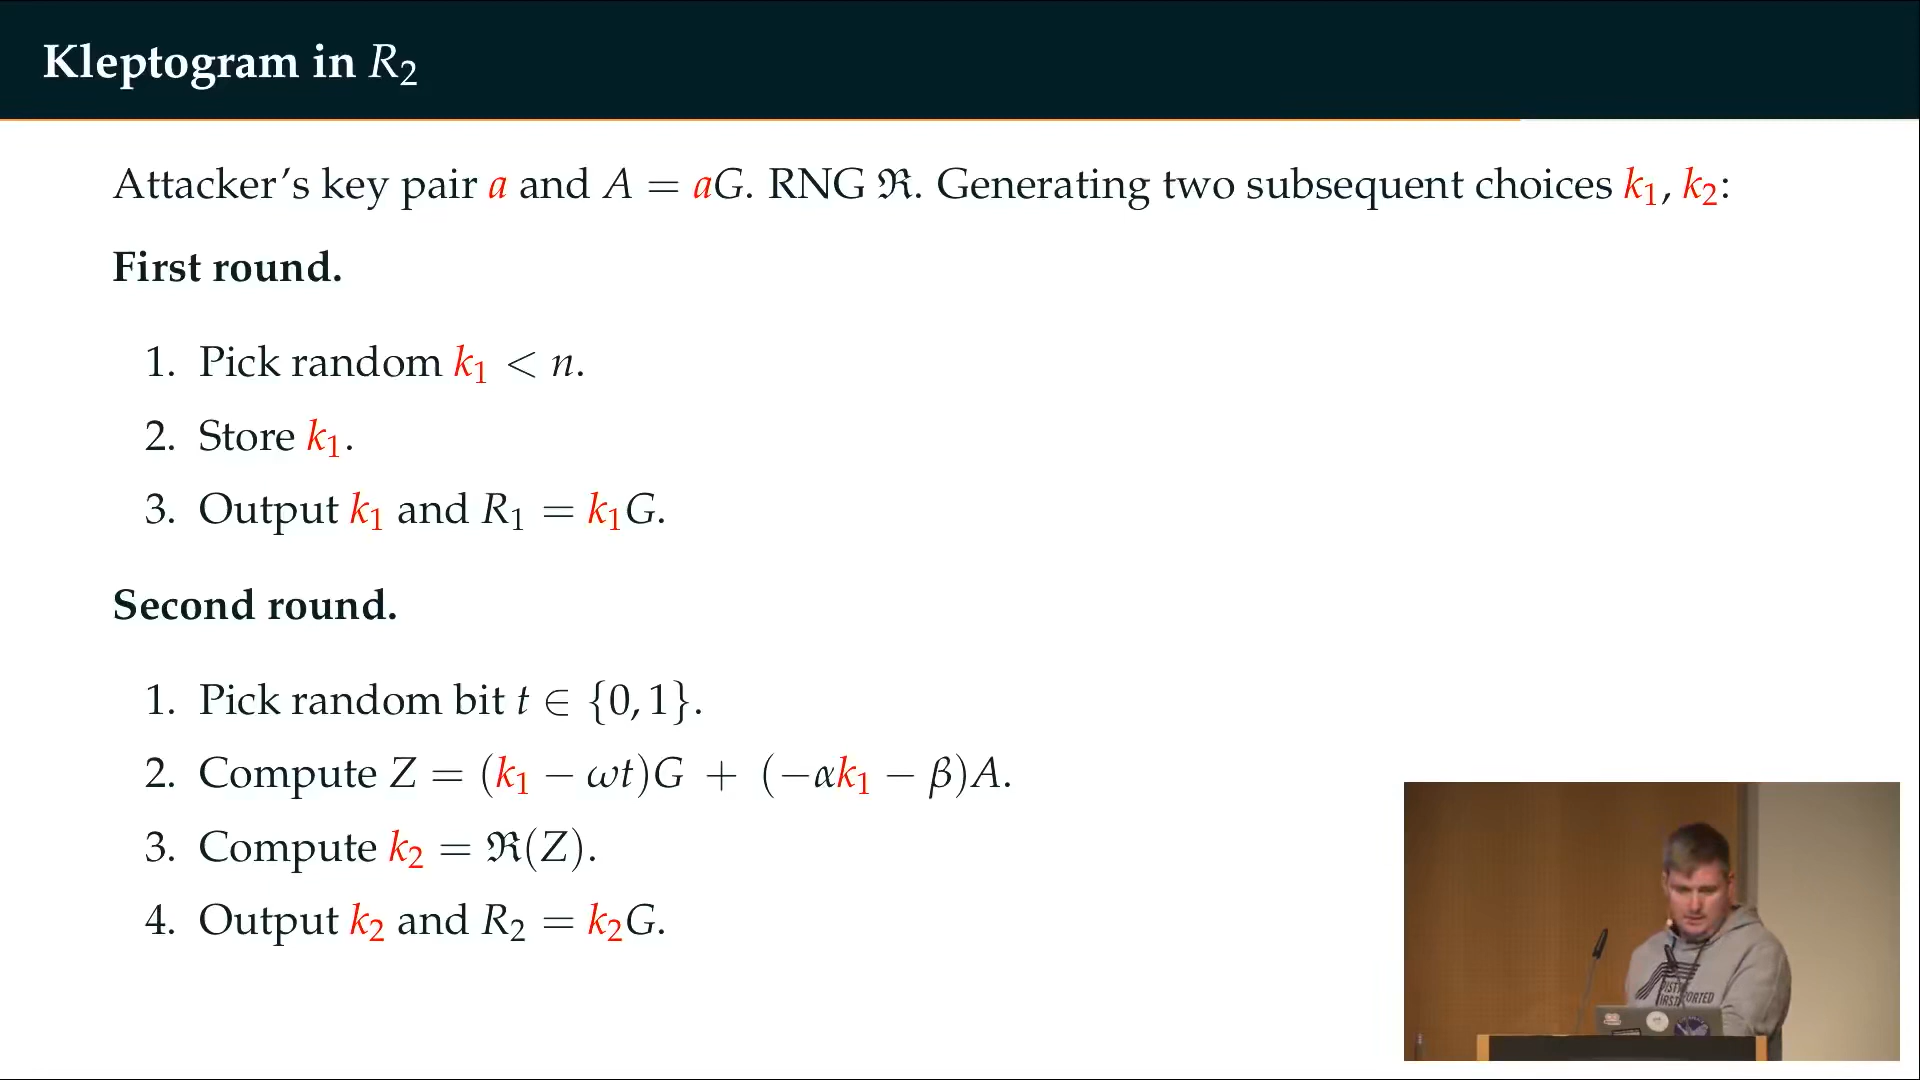 Kleptogram in R₂
Attacker's key pair a and A = aG. RNG ℜ. Generating two subsequent choices k₁, k₂:
First round.
1. Pick random k₁ < n.
2. Store k₁.
3. Output k₁ and R₁ = k₁G.
Second round.
1. Pick random bit t ∈ {0, 1}.
2. Compute Z = (k₁ − ωt)G + (−αk₁ − β)A.
3. Compute k₂ = ℜ(Z).
4. Output k₂ and R₂ = k₂G.